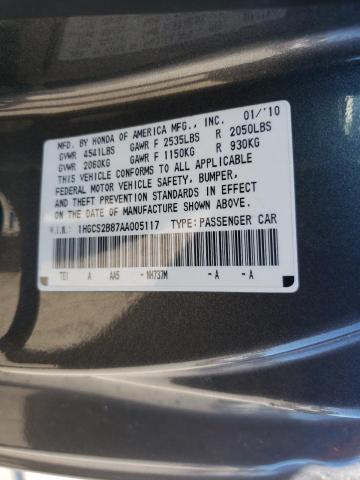 MFD. BY HONDA OF AMERICA MFG., INC. 01/'10
GVWR 4541LBS GAWR F 2535LBS R 2050LBS
GVWR 2060KG GAWR F 1150KG R 930KG
THIS VEHICLE CONFORMS TO ALL APPLICABLE
FEDERAL MOTOR VEHICLE SAFETY, BUMPER,
AND THEFT PREVENTION STANDARDS IN EFFECT
ON THE DATE OF MANUFACTURE SHOWN ABOVE.
V.I.N.: 1HGCS2B87AA005117 TYPE: PASSENGER CAR
TE1 A AA5 - NH737M - A - A